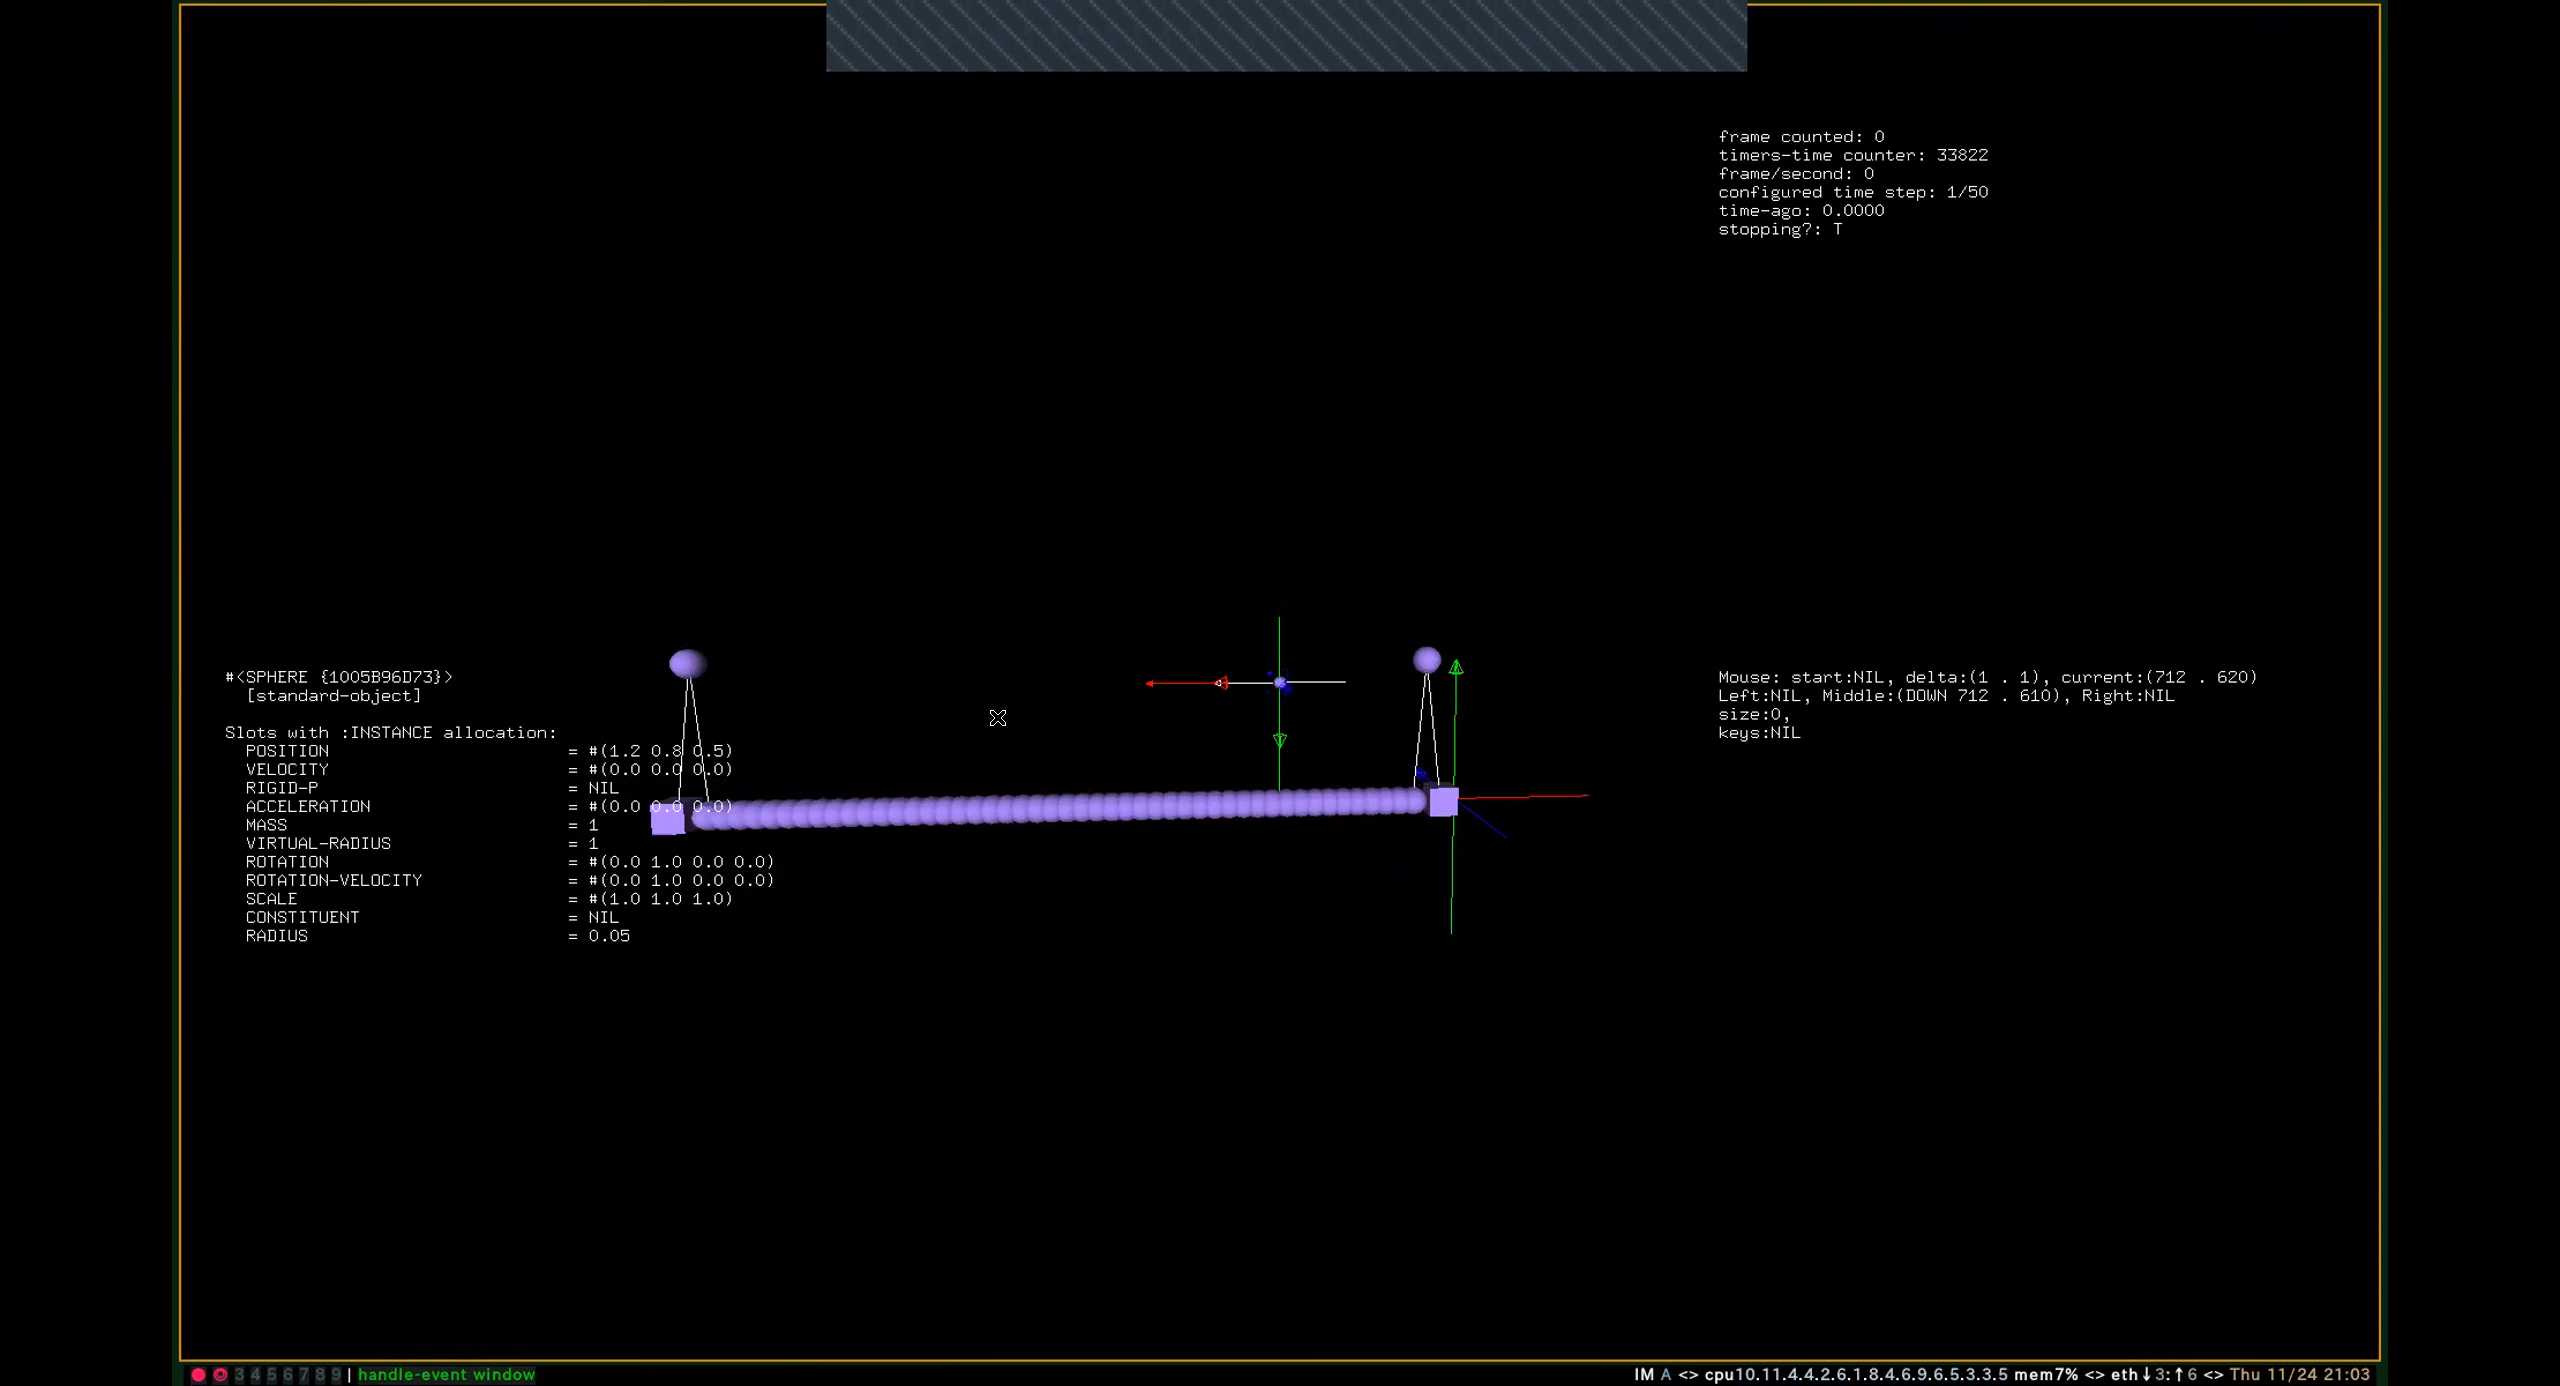 frame counted: 0
timers-time counter: 33822
frame/second: 0
configured time step: 1/50
time-ago: 0.0000
stopping?: T
#<SPHERE {1005B96D73}>
[standard-object]
Slots with :INSTANCE allocation:
POSITION = #(1.2 0.8 0.5)
VELOCITY = #(0.0 0.0 0.0)
RIGID-P = NIL
ACCELERATION = #(0.0 0.0 0.0)
MASS = 1
VIRTUAL-RADIUS = 1
ROTATION = #(0.0 1.0 0.0 0.0)
ROTATION-VELOCITY = #(0.0 1.0 0.0 0.0)
SCALE = #(1.0 1.0 1.0)
CONSTITUENT = NIL
RADIUS = 0.05
Mouse: start:NIL, delta:(1 . 1), current:(712 . 620)
Left:NIL, Middle:(DOWN 712 . 610), Right:NIL
size:0,
keys:NIL
3 4 5 6 7 8 9 | handle-event window
IM A <> cpu10.11.4.4.2.6.1.8.4.6.9.6.5.3.3.5 mem7% <> eth↓3:↑6 <> Thu 11/24 21:03